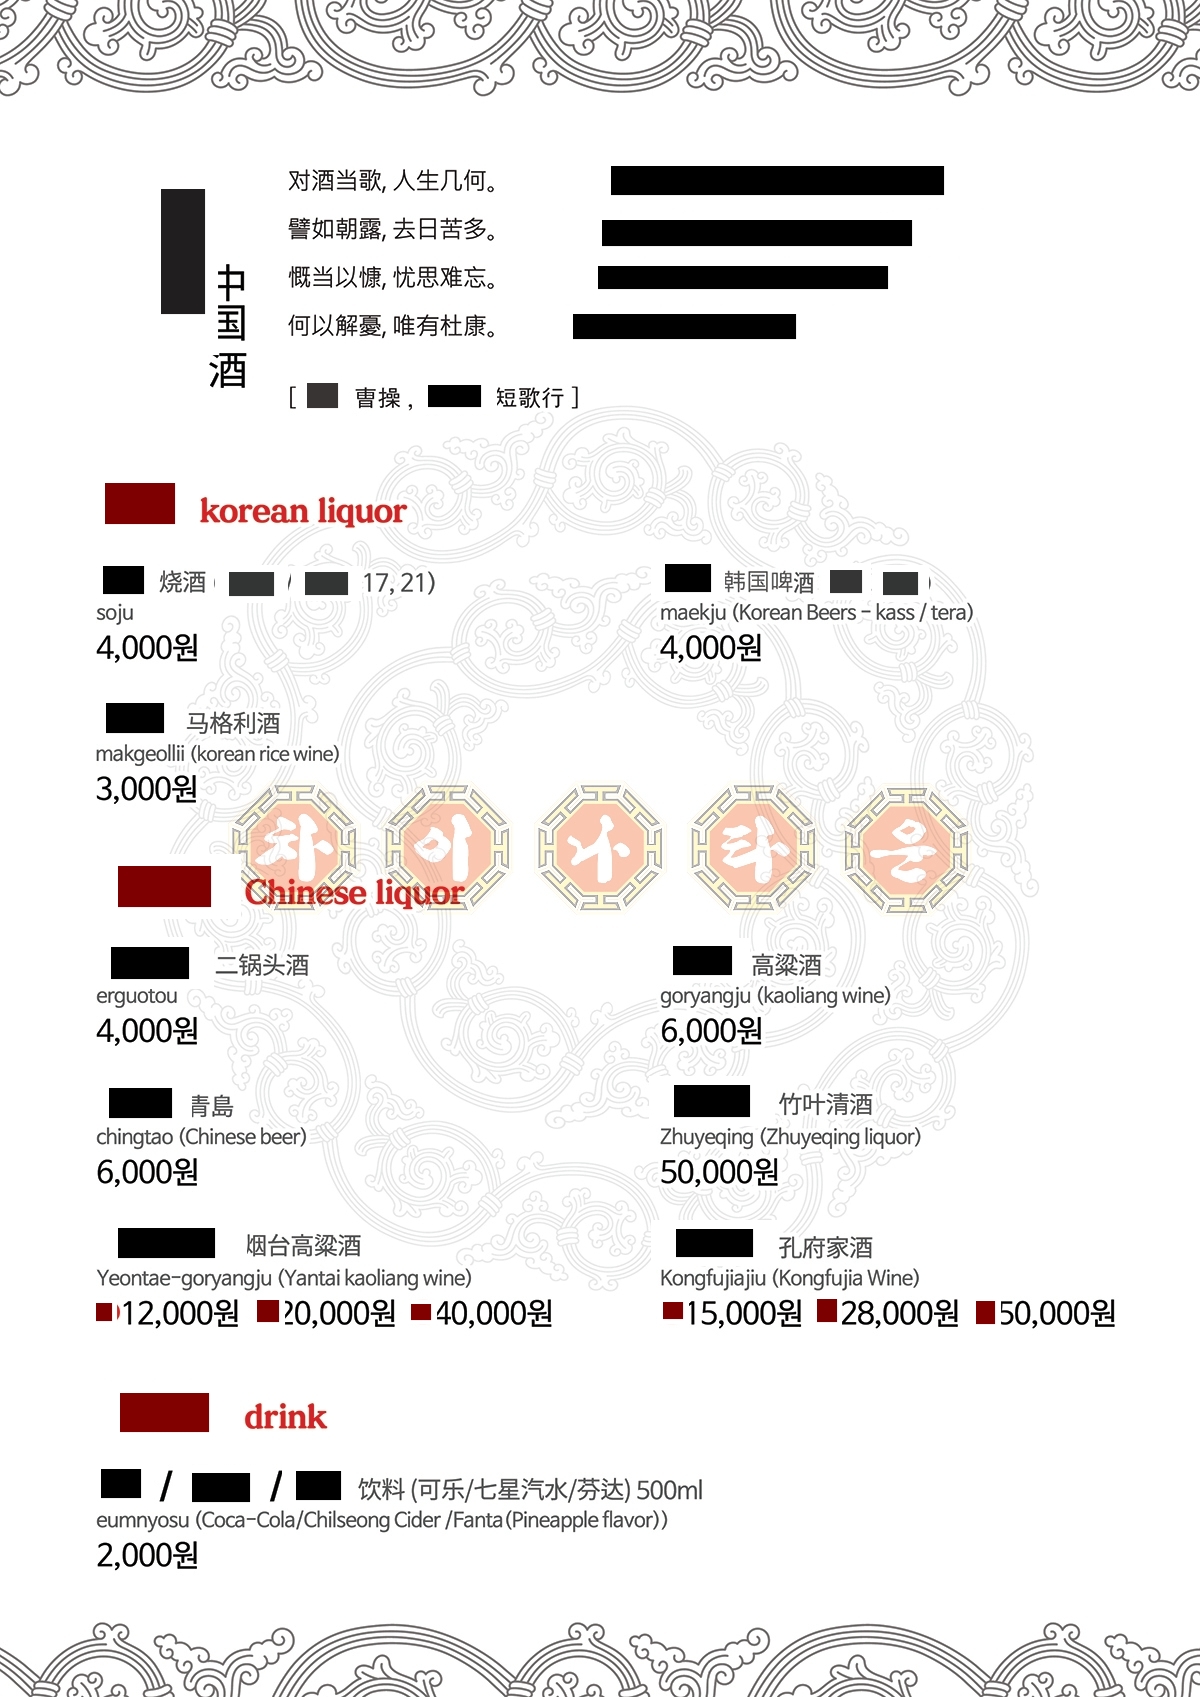 对酒当歌, 人生几何。
譬如朝露, 去日苦多。
慨当以慷, 忧思难忘。
何以解憂, 唯有杜康。
[ 曹操 , 短歌行 ]
中国酒
korean liquor
烧酒 ( / 17, 21)
soju
4,000원
韩国啤酒 )
maekju (Korean Beers - kass / tera)
4,000원
马格利酒
makgeollii (korean rice wine)
3,000원
차이나타운
Chinese liquor
二锅头酒
erguotou
4,000원
高粱酒
goryangju (kaoliang wine)
6,000원
青島
chingtao (Chinese beer)
6,000원
竹叶清酒
Zhuyeqing (Zhuyeqing liquor)
50,000원
烟台高粱酒
Yeontae-goryangju (Yantai kaoliang wine)
12,000원 20,000원 40,000원
孔府家酒
Kongfujiajiu (Kongfujia Wine)
15,000원 28,000원 50,000원
drink
/ / 饮料 (可乐/七星汽水/芬达) 500ml
eumnyosu (Coca-Cola/Chilseong Cider /Fanta(Pineapple flavor))
2,000원